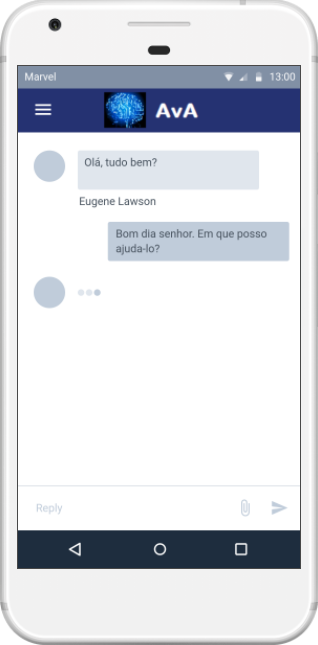 Marvel
13:00
AvA
Olá, tudo bem?
Eugene Lawson
Bom dia senhor. Em que posso
ajuda-lo?
Reply